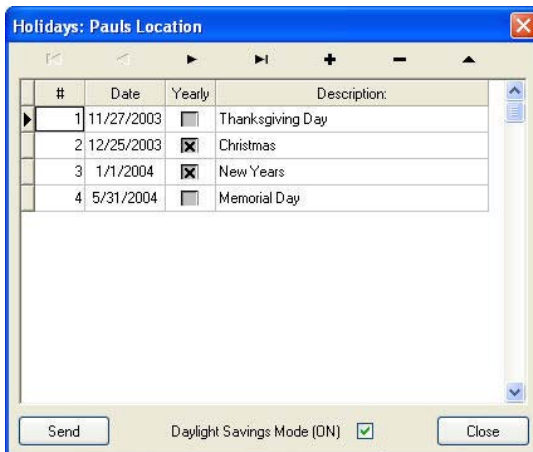 Holidays: Pauls Location
# Date Yearly Description:
1 11/27/2003 Thanksgiving Day
2 12/25/2003 Christmas
3 1/1/2004 New Years
4 5/31/2004 Memorial Day
Send Daylight Savings Mode (ON) Close